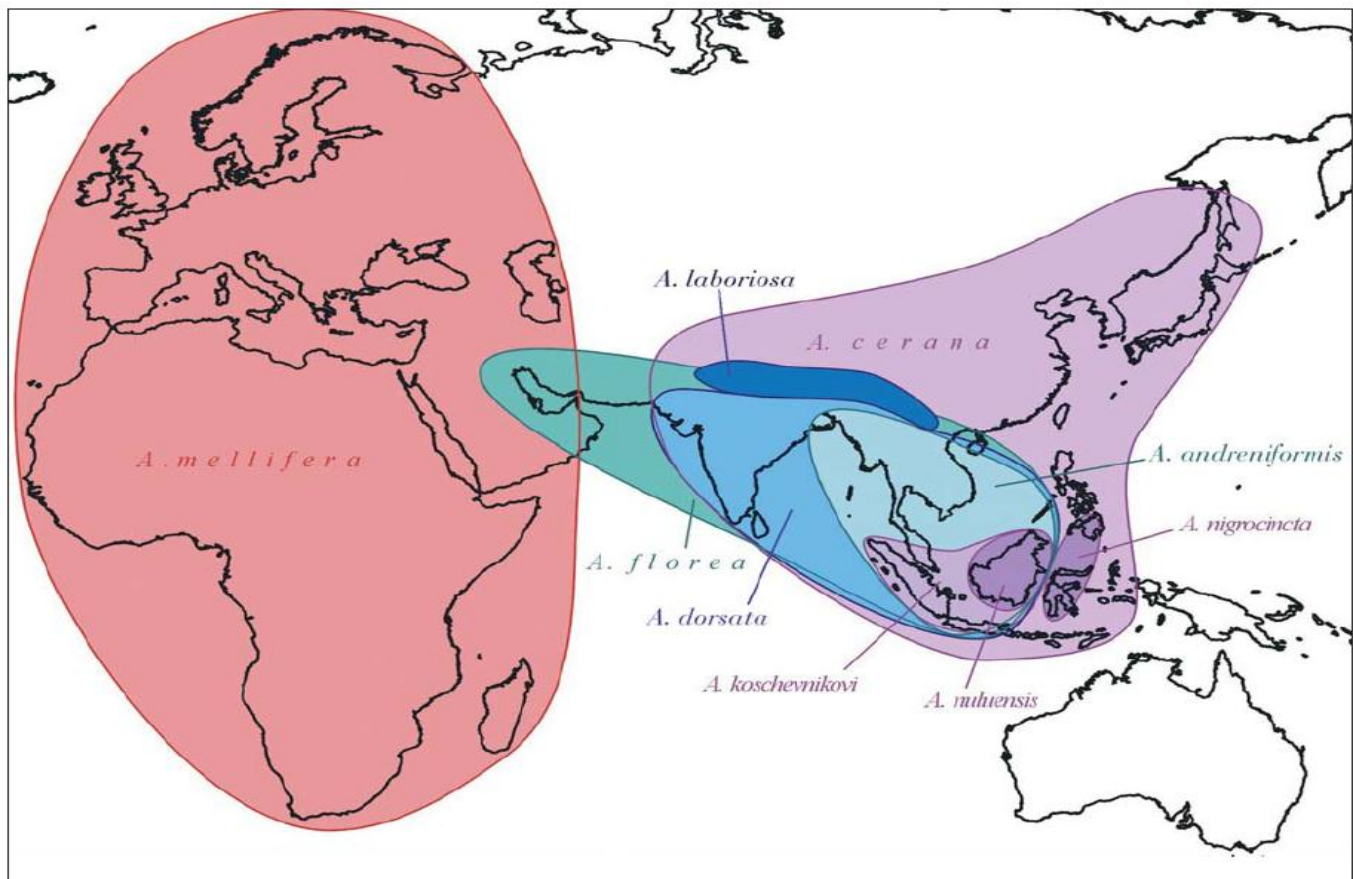 A. laboriosa
A. cerana
A. mellifera
A. andreniformis
A. nigrocincta
A. florea
A. dorsata
A. koschevnikovi
A. nuluensis